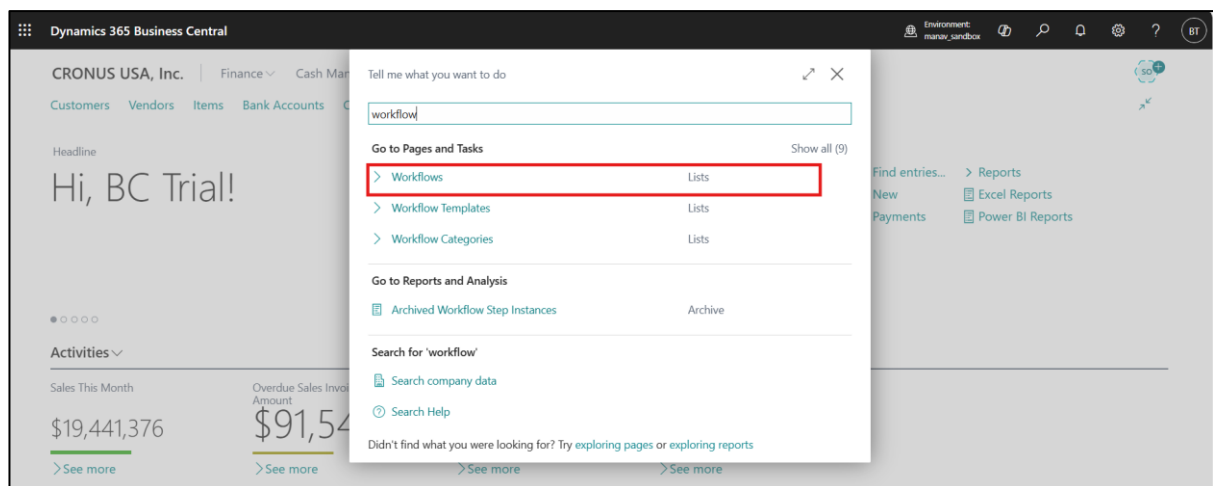 Dynamics 365 Business Central
Environment:
manav_sandbox
BT
CRONUS USA, Inc.
Finance
Cash Mar
SO
Customers Vendors Items Bank Accounts
Headline
Hi, BC Trial!
Tell me what you want to do
workflow
Go to Pages and Tasks Show all (9)
Workflows Lists
Workflow Templates Lists
Workflow Categories Lists
Go to Reports and Analysis
Archived Workflow Step Instances Archive
Search for 'workflow'
Search company data
Search Help
Didn't find what you were looking for? Try exploring pages or exploring reports
Find entries... > Reports
New Excel Reports
Payments Power BI Reports
Activities
Sales This Month
$19,441,376
>See more
Overdue Sales Invoi
Amount
$91,54
>See more
>See more
>See more